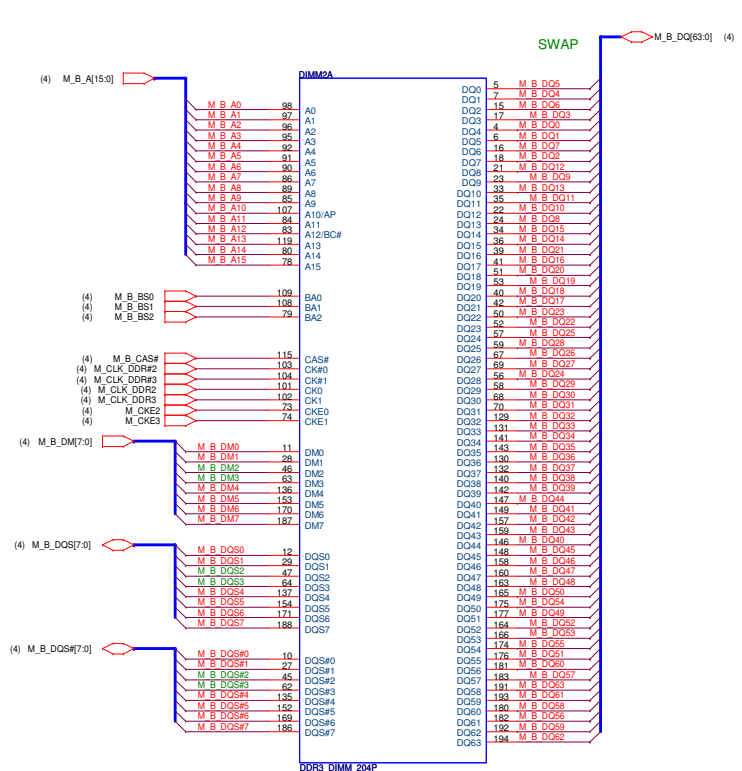 SWAP
M_B_DQ[63:0] (4)
DIMM2A
(4) M_B_A[15:0]
M_B_A0 98 A0
M_B_A1 97 A1
M_B_A2 96 A2
M_B_A3 95 A3
M_B_A4 92 A4
M_B_A5 91 A5
M_B_A6 90 A6
M_B_A7 86 A7
M_B_A8 89 A8
M_B_A9 85 A9
M_B_A10 107 A10/AP
M_B_A11 84 A11
M_B_A12 83 A12/BC#
M_B_A13 119 A13
M_B_A14 80 A14
M_B_A15 78 A15
(4) M_B_BS0 109 BA0
(4) M_B_BS1 108 BA1
(4) M_B_BS2 79 BA2
(4) M_B_CAS# 115 CAS#
(4) M_CLK_DDR#2 103 CK#0
(4) M_CLK_DDR#3 104 CK#1
(4) M_CLK_DDR2 101 CK0
(4) M_CLK_DDR3 102 CK1
(4) M_CKE2 73 CKE0
(4) M_CKE3 74 CKE1
(4) M_B_DM[7:0]
M_B_DM0 11 DM0
M_B_DM1 28 DM1
M_B_DM2 46 DM2
M_B_DM3 63 DM3
M_B_DM4 136 DM4
M_B_DM5 153 DM5
M_B_DM6 170 DM6
M_B_DM7 187 DM7
(4) M_B_DQS[7:0]
M_B_DQS0 12 DQS0
M_B_DQS1 29 DQS1
M_B_DQS2 47 DQS2
M_B_DQS3 64 DQS3
M_B_DQS4 137 DQS4
M_B_DQS5 154 DQS5
M_B_DQS6 171 DQS6
M_B_DQS7 188 DQS7
(4) M_B_DQS#[7:0]
M_B_DQS#0 10 DQS#0
M_B_DQS#1 27 DQS#1
M_B_DQS#2 45 DQS#2
M_B_DQS#3 62 DQS#3
M_B_DQS#4 135 DQS#4
M_B_DQS#5 152 DQS#5
M_B_DQS#6 169 DQS#6
M_B_DQS#7 186 DQS#7
DQ0 5 M_B_DQ5
DQ1 7 M_B_DQ4
DQ2 15 M_B_DQ6
DQ3 17 M_B_DQ3
DQ4 4 M_B_DQ0
DQ5 6 M_B_DQ1
DQ6 16 M_B_DQ7
DQ7 18 M_B_DQ2
DQ8 21 M_B_DQ12
DQ9 23 M_B_DQ9
DQ10 33 M_B_DQ13
DQ11 35 M_B_DQ11
DQ12 22 M_B_DQ10
DQ13 24 M_B_DQ8
DQ14 34 M_B_DQ15
DQ15 36 M_B_DQ14
DQ16 39 M_B_DQ21
DQ17 41 M_B_DQ16
DQ18 51 M_B_DQ20
DQ19 53 M_B_DQ19
DQ20 40 M_B_DQ18
DQ21 42 M_B_DQ17
DQ22 50 M_B_DQ23
DQ23 52 M_B_DQ22
DQ24 57 M_B_DQ25
DQ25 59 M_B_DQ28
DQ26 67 M_B_DQ26
DQ27 69 M_B_DQ27
DQ28 56 M_B_DQ24
DQ29 58 M_B_DQ29
DQ30 68 M_B_DQ30
DQ31 70 M_B_DQ31
DQ32 129 M_B_DQ32
DQ33 131 M_B_DQ33
DQ34 141 M_B_DQ34
DQ35 143 M_B_DQ35
DQ36 130 M_B_DQ36
DQ37 132 M_B_DQ37
DQ38 140 M_B_DQ38
DQ39 142 M_B_DQ39
DQ40 147 M_B_DQ44
DQ41 149 M_B_DQ41
DQ42 157 M_B_DQ42
DQ43 159 M_B_DQ43
DQ44 146 M_B_DQ40
DQ45 148 M_B_DQ45
DQ46 158 M_B_DQ46
DQ47 160 M_B_DQ47
DQ48 163 M_B_DQ48
DQ49 165 M_B_DQ50
DQ50 175 M_B_DQ54
DQ51 177 M_B_DQ49
DQ52 164 M_B_DQ52
DQ53 166 M_B_DQ53
DQ54 174 M_B_DQ55
DQ55 176 M_B_DQ51
DQ56 181 M_B_DQ60
DQ57 183 M_B_DQ57
DQ58 191 M_B_DQ63
DQ59 193 M_B_DQ61
DQ60 180 M_B_DQ58
DQ61 182 M_B_DQ56
DQ62 192 M_B_DQ59
DQ63 194 M_B_DQ62
DDR3_DIMM_204P